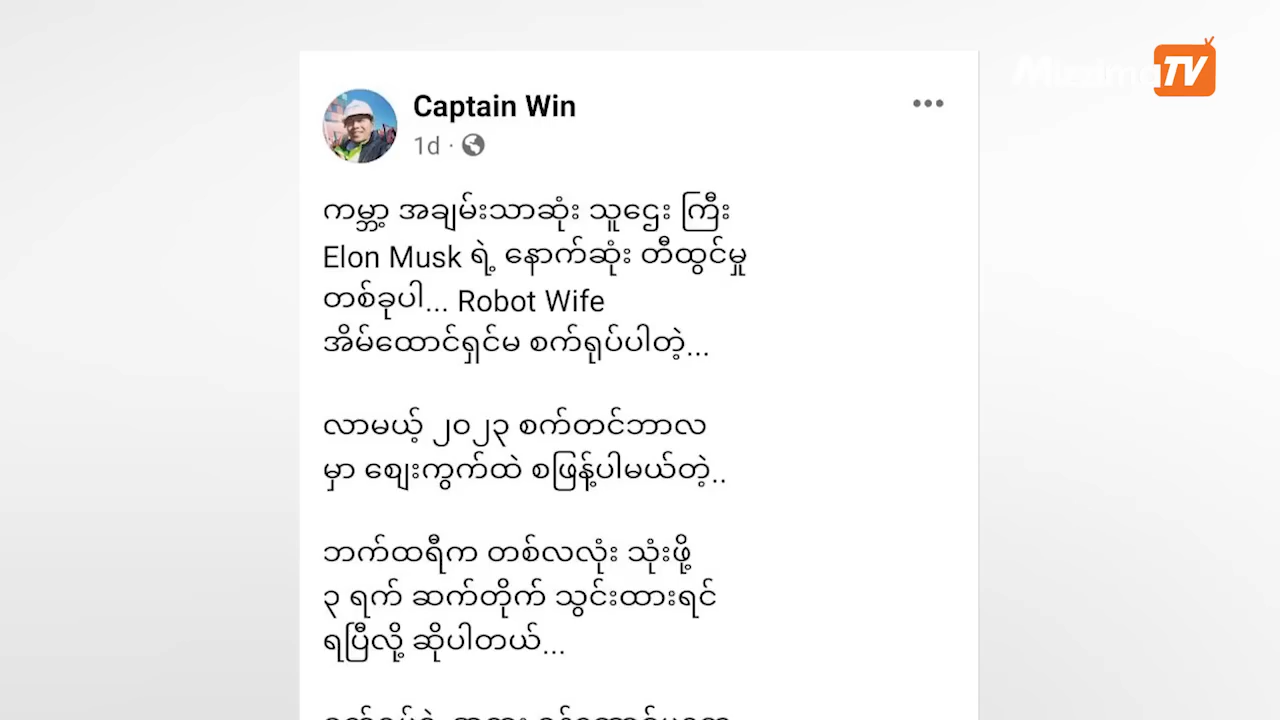 Mizzima TV
Captain Win
1d ·
ကမ္ဘာ့ အချမ်းသာဆုံး သူဌေး ကြီး
Elon Musk ရဲ့ နောက်ဆုံး တီထွင်မှု
တစ်ခုပါ... Robot Wife
အိမ်ထောင်ရှင်မ စက်ရုပ်ပါတဲ့...
လာမယ့် ၂၀၂၃ စက်တင်ဘာလ
မှာ ဈေးကွက်ထဲ စဖြန့်ပါမယ်တဲ့..
ဘက်ထရီက တစ်လလုံး သုံးဖို့
၃ ရက် ဆက်တိုက် သွင်းထားရင်
ရပြီလို့ ဆိုပါတယ်...